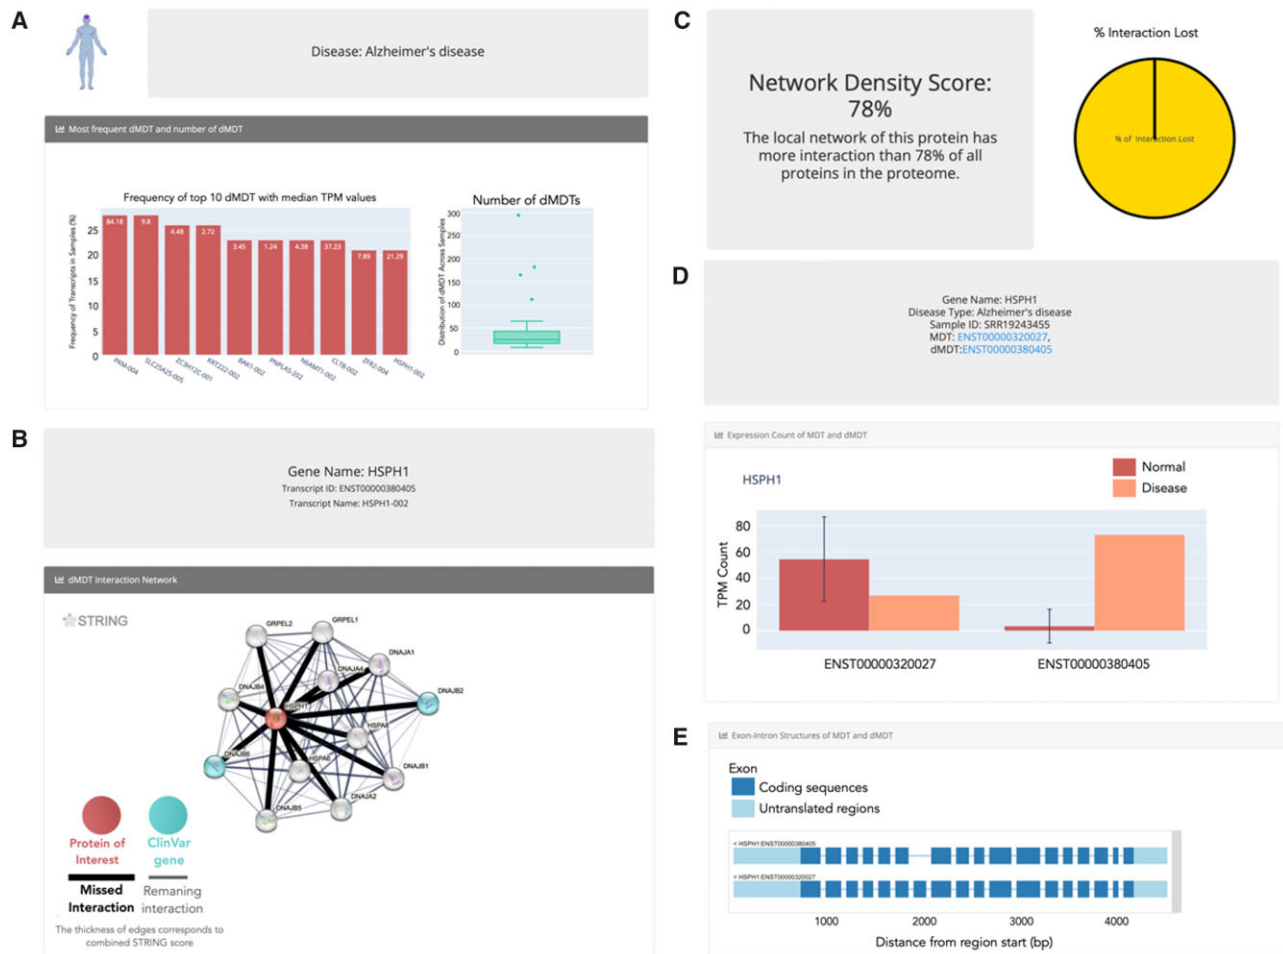 A
Disease: Alzheimer's disease
Most frequent dMDT and number of dMDT
Frequency of top 10 dMDT with median TPM values
Frequency of Transcripts in Samples (%)
25
20
15
10
5
0
84.18
9.8
4.48
2.72
3.45
1.24
4.38
37.23
7.89
21.29
PKM-004
SLC25A25-005
ZC3H12C-001
KRT222-002
BAK1-002
PNPLA5-202
N6AMT1-002
CLTB-002
ZFR2-004
HSPH1-002
Number of dMDTs
Distribution of dMDT Across Samples
300
250
200
150
100
50
0
B
Gene Name: HSPH1
Transcript ID: ENST00000380405
Transcript Name: HSPH1-002
dMDT Interaction Network
STRING
GRPEL2
GRPEL1
DNAJA1
DNAJA4
DNAJB4
DNAJB2
HSPH1
HSPA8
DNAJB6
HSPA6
DNAJB1
DNAJB5
DNAJA2
Protein of
Interest
ClinVar
gene
Missed
Interaction
Remaning
interaction
The thickness of edges corresponds to
combined STRING score
C
Network Density Score:
78%
The local network of this protein has
more interaction than 78% of all
proteins in the proteome.
% Interaction Lost
% of Interaction Lost
D
Gene Name: HSPH1
Disease Type: Alzheimer's disease
Sample ID: SRR19243455
MDT: ENST00000320027,
dMDT:ENST00000380405
Expression Count of MDT and dMDT
HSPH1
Normal
Disease
TPM Count
80
60
40
20
0
ENST00000320027
ENST00000380405
E
Exon-Intron Structures of MDT and dMDT
Exon
Coding sequences
Untranslated regions
< HSPH1:ENST00000380405
< HSPH1:ENST00000320027
1000
2000
3000
4000
Distance from region start (bp)